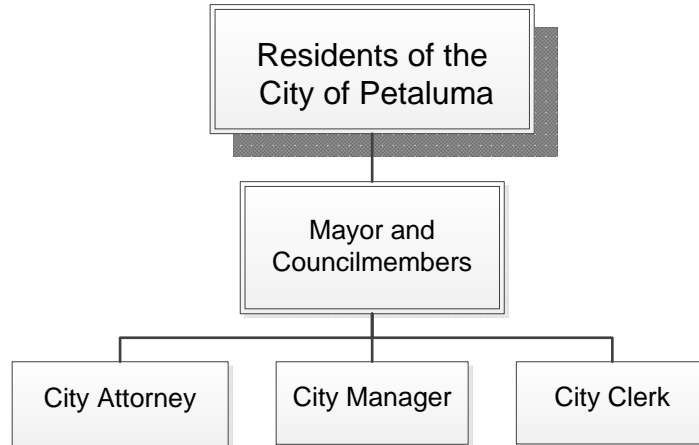 Residents of the
City of Petaluma
Mayor and
Councilmembers
City Attorney
City Manager
City Clerk